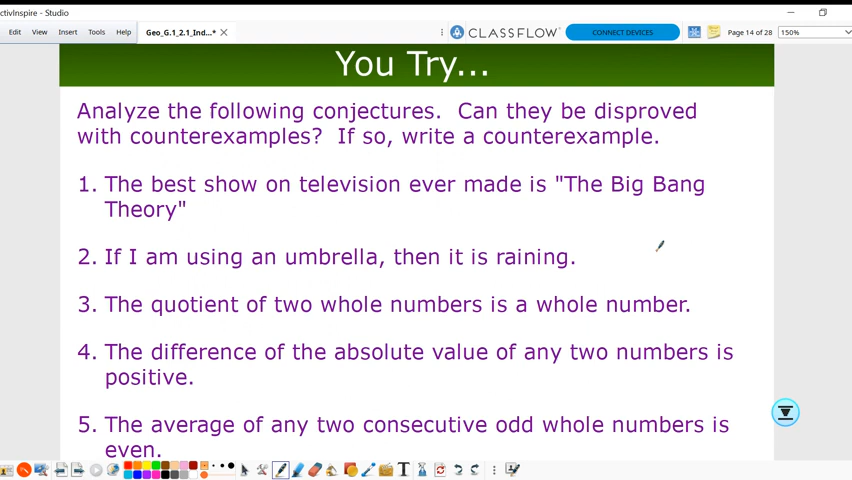 ctivInspire - Studio
Edit View Insert Tools Help Geo_G.1_2.1_Ind...* CLASSFLOW CONNECT DEVICES Page 14 of 28 150%
You Try...
Analyze the following conjectures. Can they be disproved
with counterexamples? If so, write a counterexample.
1. The best show on television ever made is "The Big Bang
Theory"
2. If I am using an umbrella, then it is raining.
3. The quotient of two whole numbers is a whole number.
4. The difference of the absolute value of any two numbers is
positive.
5. The average of any two consecutive odd whole numbers is
even.
T